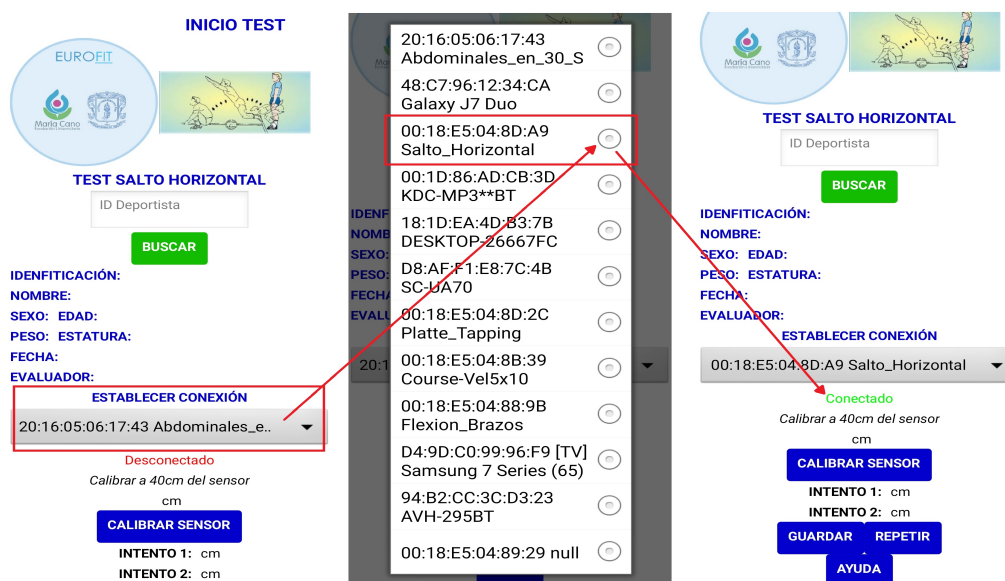 INICIO TEST
EUROFIT
Maria Cano
TEST SALTO HORIZONTAL
ID Deportista
BUSCAR
IDENFITICACIÓN:
NOMBRE:
SEXO: EDAD:
PESO: ESTATURA:
FECHA:
EVALUADOR:
ESTABLECER CONEXIÓN
20:16:05:06:17:43 Abdominales_e..
Desconectado
Calibrar a 40cm del sensor
cm
CALIBRAR SENSOR
INTENTO 1: cm
INTENTO 2: cm
20:16:05:06:17:43
Abdominales_en_30_S
48:C7:96:12:34:CA
Galaxy J7 Duo
00:18:E5:04:8D:A9
Salto_Horizontal
00:1D:86:AD:CB:3D
KDC-MP3**BT
18:1D:EA:4D:B3:7B
DESKTOP-26667FC
D8:AF:F1:E8:7C:4B
SC-UA70
00:18:E5:04:8D:2C
Platte_Tapping
00:18:E5:04:8B:39
Course-Vel5x10
00:18:E5:04:88:9B
Flexion_Brazos
D4:9D:C0:99:96:F9 [TV]
Samsung 7 Series (65)
94:B2:CC:3C:D3:23
AVH-295BT
00:18:E5:04:89:29 null
IDENF
NOMB
SEXO:
PESO:
FECHA
EVALU
20:1
Maria Cano
TEST SALTO HORIZONTAL
ID Deportista
BUSCAR
IDENFITICACIÓN:
NOMBRE:
SEXO: EDAD:
PESO: ESTATURA:
FECHA:
EVALUADOR:
ESTABLECER CONEXIÓN
00:18:E5:04:8D:A9 Salto_Horizontal
Conectado
Calibrar a 40cm del sensor
cm
CALIBRAR SENSOR
INTENTO 1: cm
INTENTO 2: cm
GUARDAR REPETIR
AYUDA